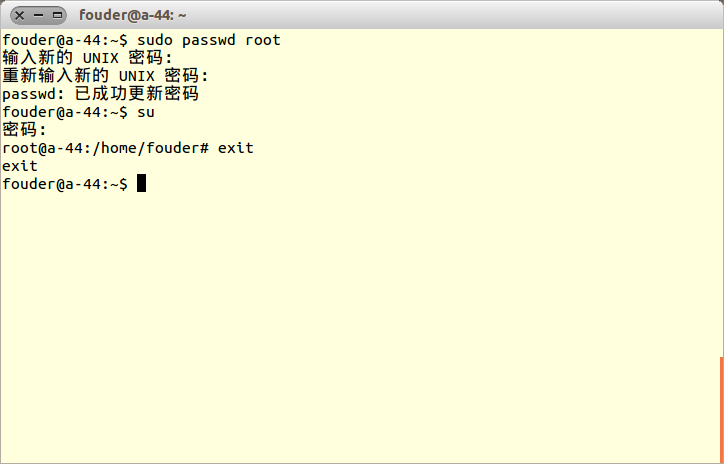 fouder@a-44: ~
fouder@a-44:~$ sudo passwd root
输入新的 UNIX 密码:
重新输入新的 UNIX 密码:
passwd: 已成功更新密码
fouder@a-44:~$ su
密码:
root@a-44:/home/fouder# exit
exit
fouder@a-44:~$